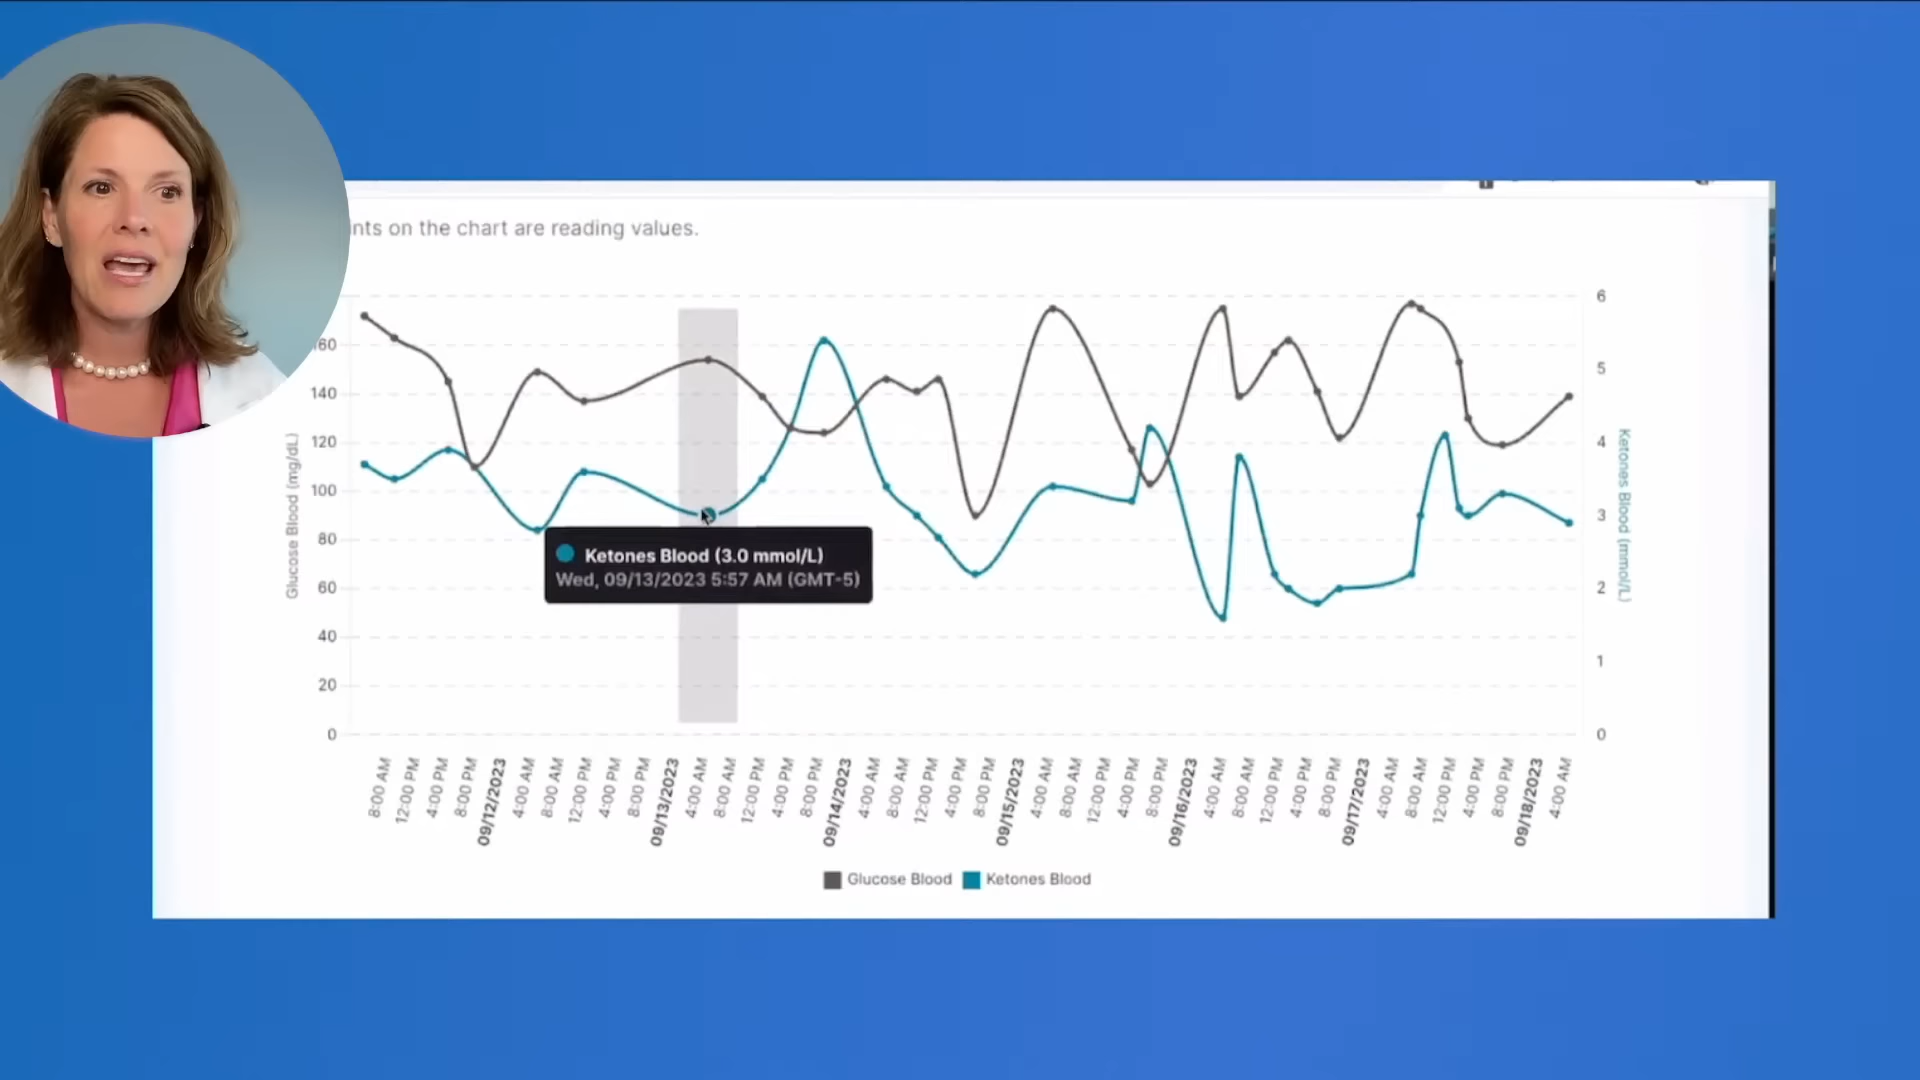 nts on the chart are reading values.
60
140
120
100
80
60
40
20
0
Glucose Blood (mg/dL)
6
5
4
3
2
1
0
Ketones Blood (mmol/L)
Ketones Blood (3.0 mmol/L)
Wed, 09/13/2023 5:57 AM (GMT-5)
8:00 AM
12:00 PM
4:00 PM
8:00 PM
09/12/2023
4:00 AM
8:00 AM
12:00 PM
4:00 PM
8:00 PM
09/13/2023
4:00 AM
8:00 AM
12:00 PM
4:00 PM
8:00 PM
09/14/2023
4:00 AM
8:00 AM
12:00 PM
4:00 PM
8:00 PM
09/15/2023
4:00 AM
8:00 AM
12:00 PM
4:00 PM
8:00 PM
09/16/2023
4:00 AM
8:00 AM
12:00 PM
4:00 PM
8:00 PM
09/17/2023
4:00 AM
8:00 AM
12:00 PM
4:00 PM
8:00 PM
09/18/2023
4:00 AM
Glucose Blood
Ketones Blood